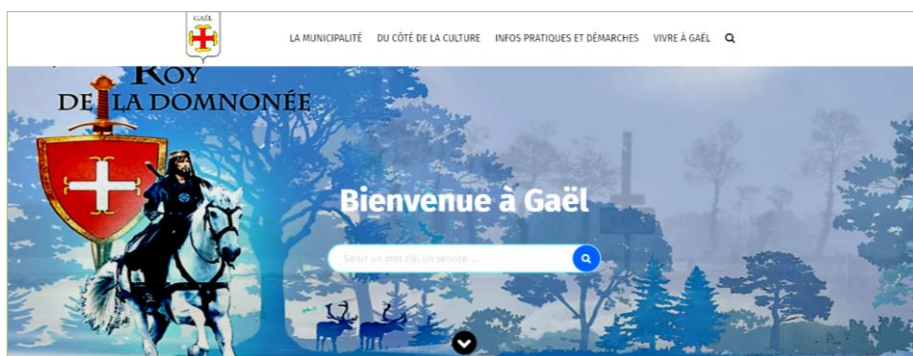 GAËL
LA MUNICIPALITÉ DU CÔTÉ DE LA CULTURE INFOS PRATIQUES ET DÉMARCHES VIVRE À GAËL
ROY
DE LA DOMNONÉE
Bienvenue à Gaël
Saisir un mot clé, un service ...